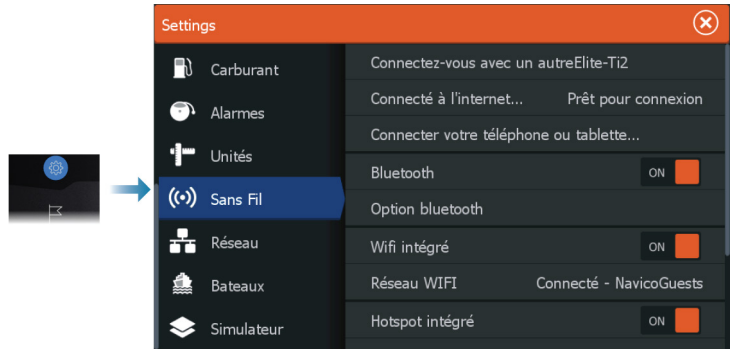 Settings
Carburant
Alarmes
Unités
Sans Fil
Réseau
Bateaux
Simulateur
Connectez-vous avec un autreElite-Ti2
Connecté à l'internet... Prêt pour connexion
Connecter votre téléphone ou tablette...
Bluetooth ON
Option bluetooth
Wifi intégré ON
Réseau WIFI Connecté - NavicoGuests
Hotspot intégré ON